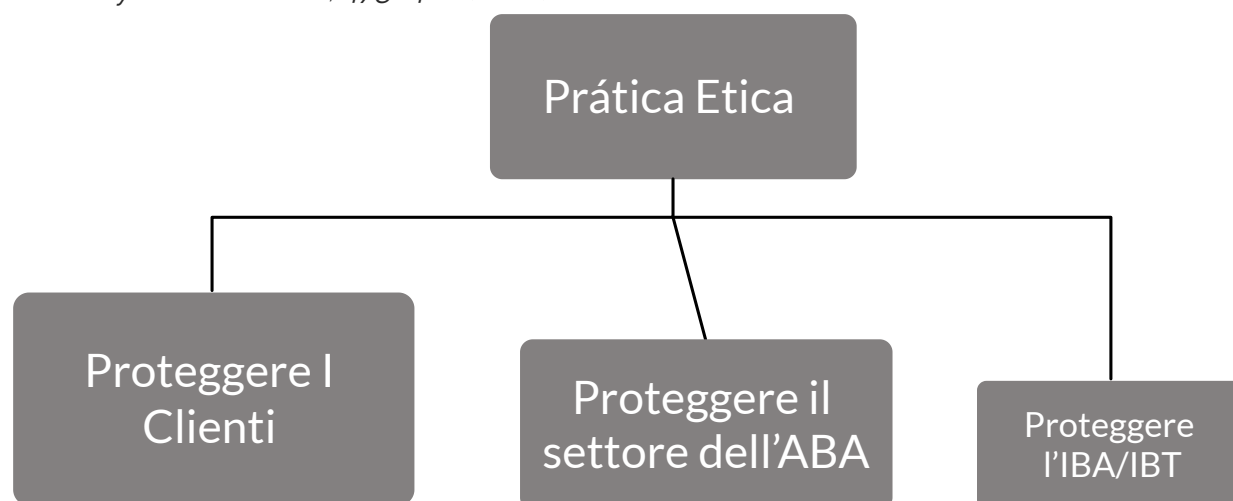 Prática Etica
Proteggere I
Clienti
Proteggere il
settore dell'ABA
Proteggere
l'IBA/IBT